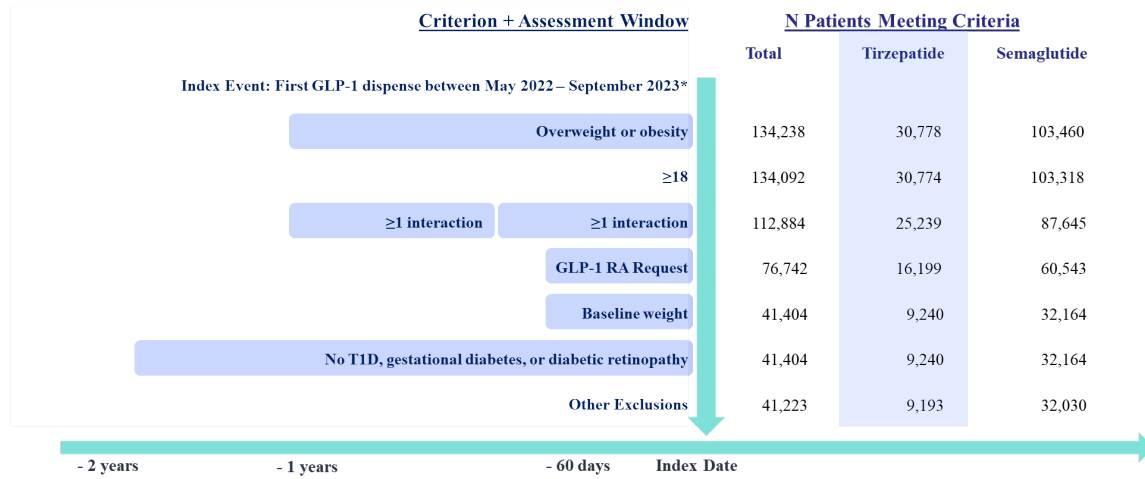 Criterion + Assessment Window N Patients Meeting Criteria
Total Tirzepatide Semaglutide
Index Event: First GLP-1 dispense between May 2022 – September 2023*
Overweight or obesity 134,238 30,778 103,460
≥18 134,092 30,774 103,318
≥1 interaction ≥1 interaction 112,884 25,239 87,645
GLP-1 RA Request 76,742 16,199 60,543
Baseline weight 41,404 9,240 32,164
No T1D, gestational diabetes, or diabetic retinopathy 41,404 9,240 32,164
Other Exclusions 41,223 9,193 32,030
- 2 years - 1 years - 60 days Index Date